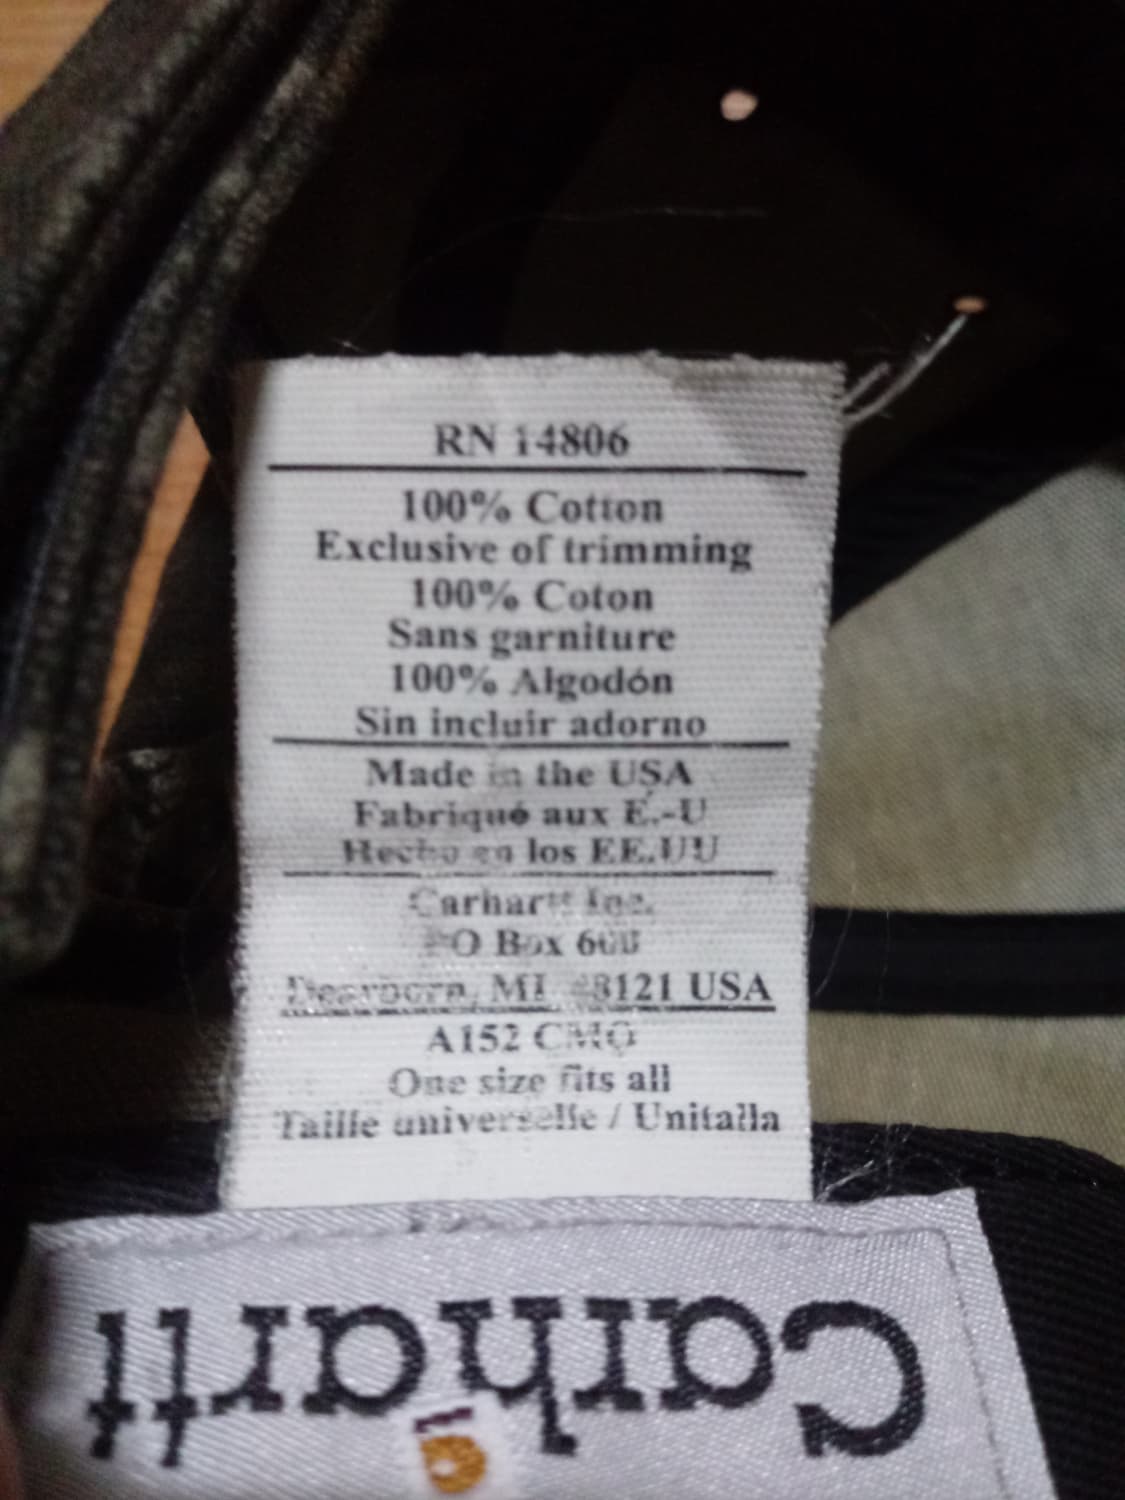 RN 14806
100% Cotton
Exclusive of trimming
100% Coton
Sans garniture
100% Algodón
Sin incluir adorno
Made in the USA
Fabriqué aux É.-U
Hecho en los EE.UU
Carhartt Inc.
PO Box 600
Dearborn, MI 48121 USA
A152 CMO
One size fits all
Taille universelle / Unitalla
Carhartt